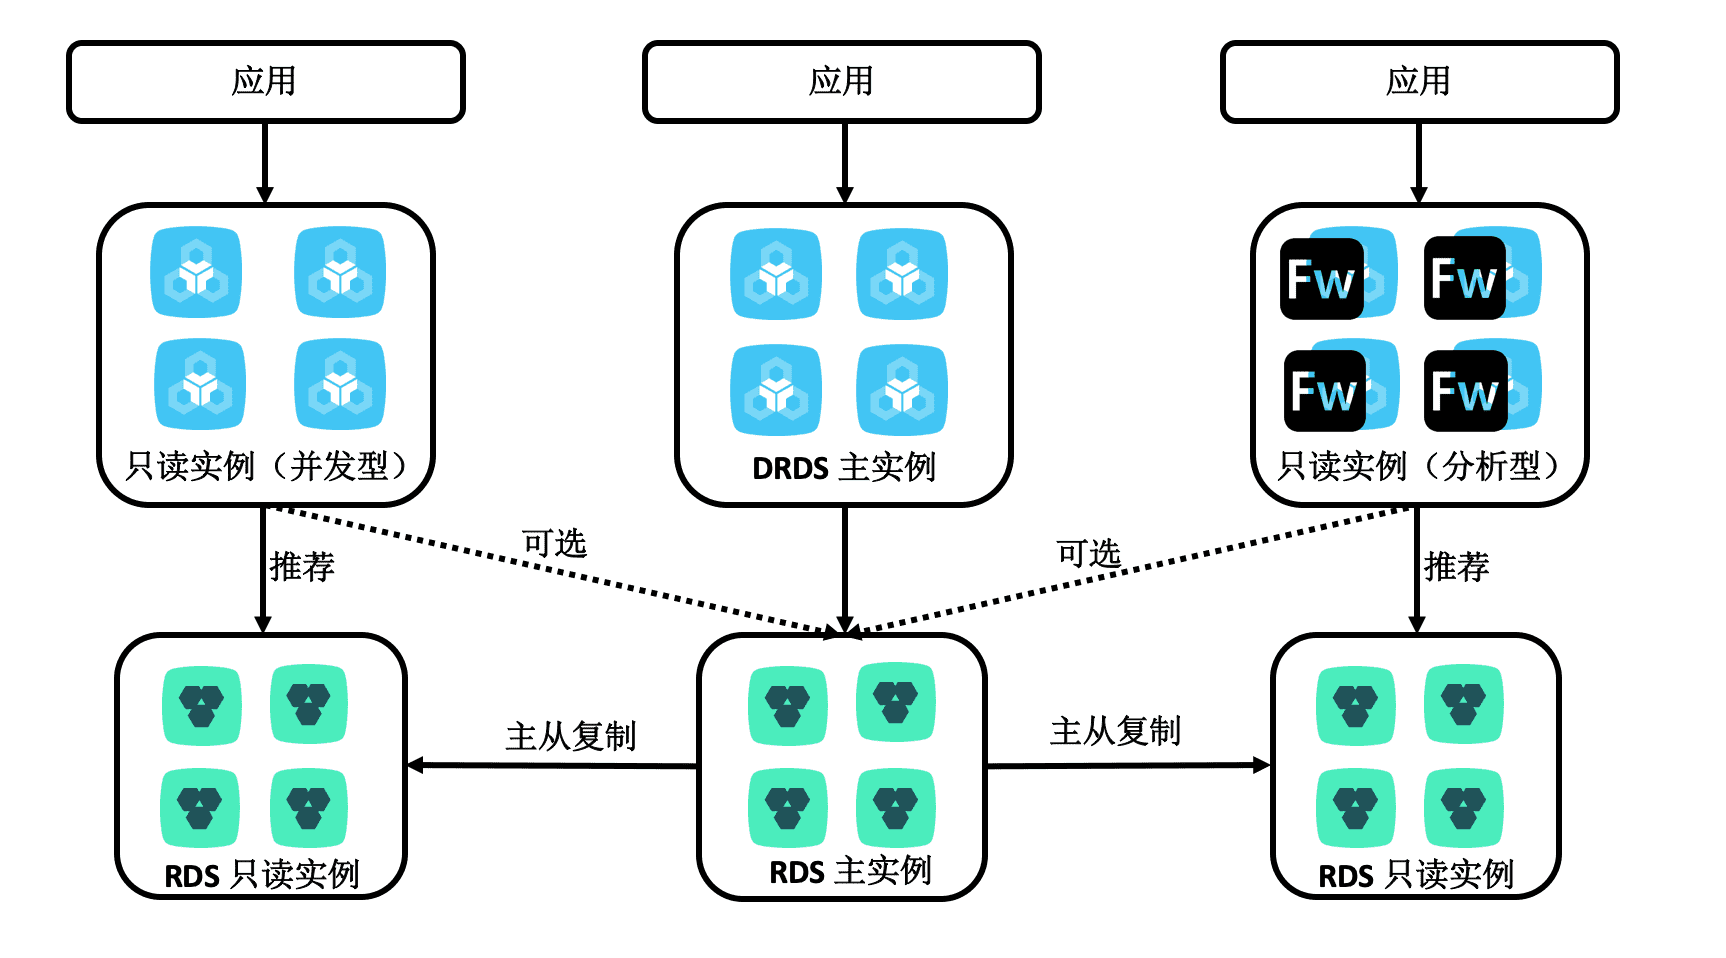 应用
应用
应用
Fw
Fw
Fw
Fw
只读实例（并发型）
DRDS 主实例
只读实例（分析型）
可选
可选
推荐
推荐
主从复制
主从复制
RDS 只读实例
RDS 主实例
RDS 只读实例